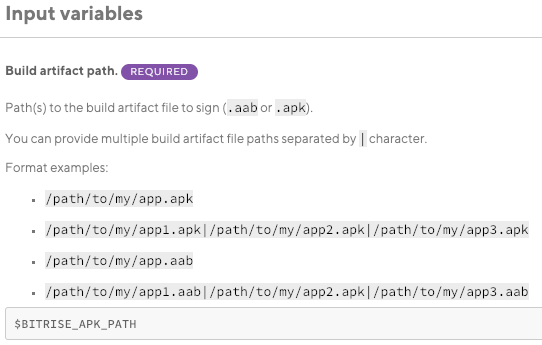 Input variables
Build artifact path. REQUIRED
Path(s) to the build artifact file to sign (.aab or .apk).
You can provide multiple build artifact file paths separated by | character.
Format examples:
/path/to/my/app.apk
/path/to/my/app1.apk|/path/to/my/app2.apk|/path/to/my/app3.apk
/path/to/my/app.aab
/path/to/my/app1.aab|/path/to/my/app2.apk|/path/to/my/app3.aab
$BITRISE_APK_PATH